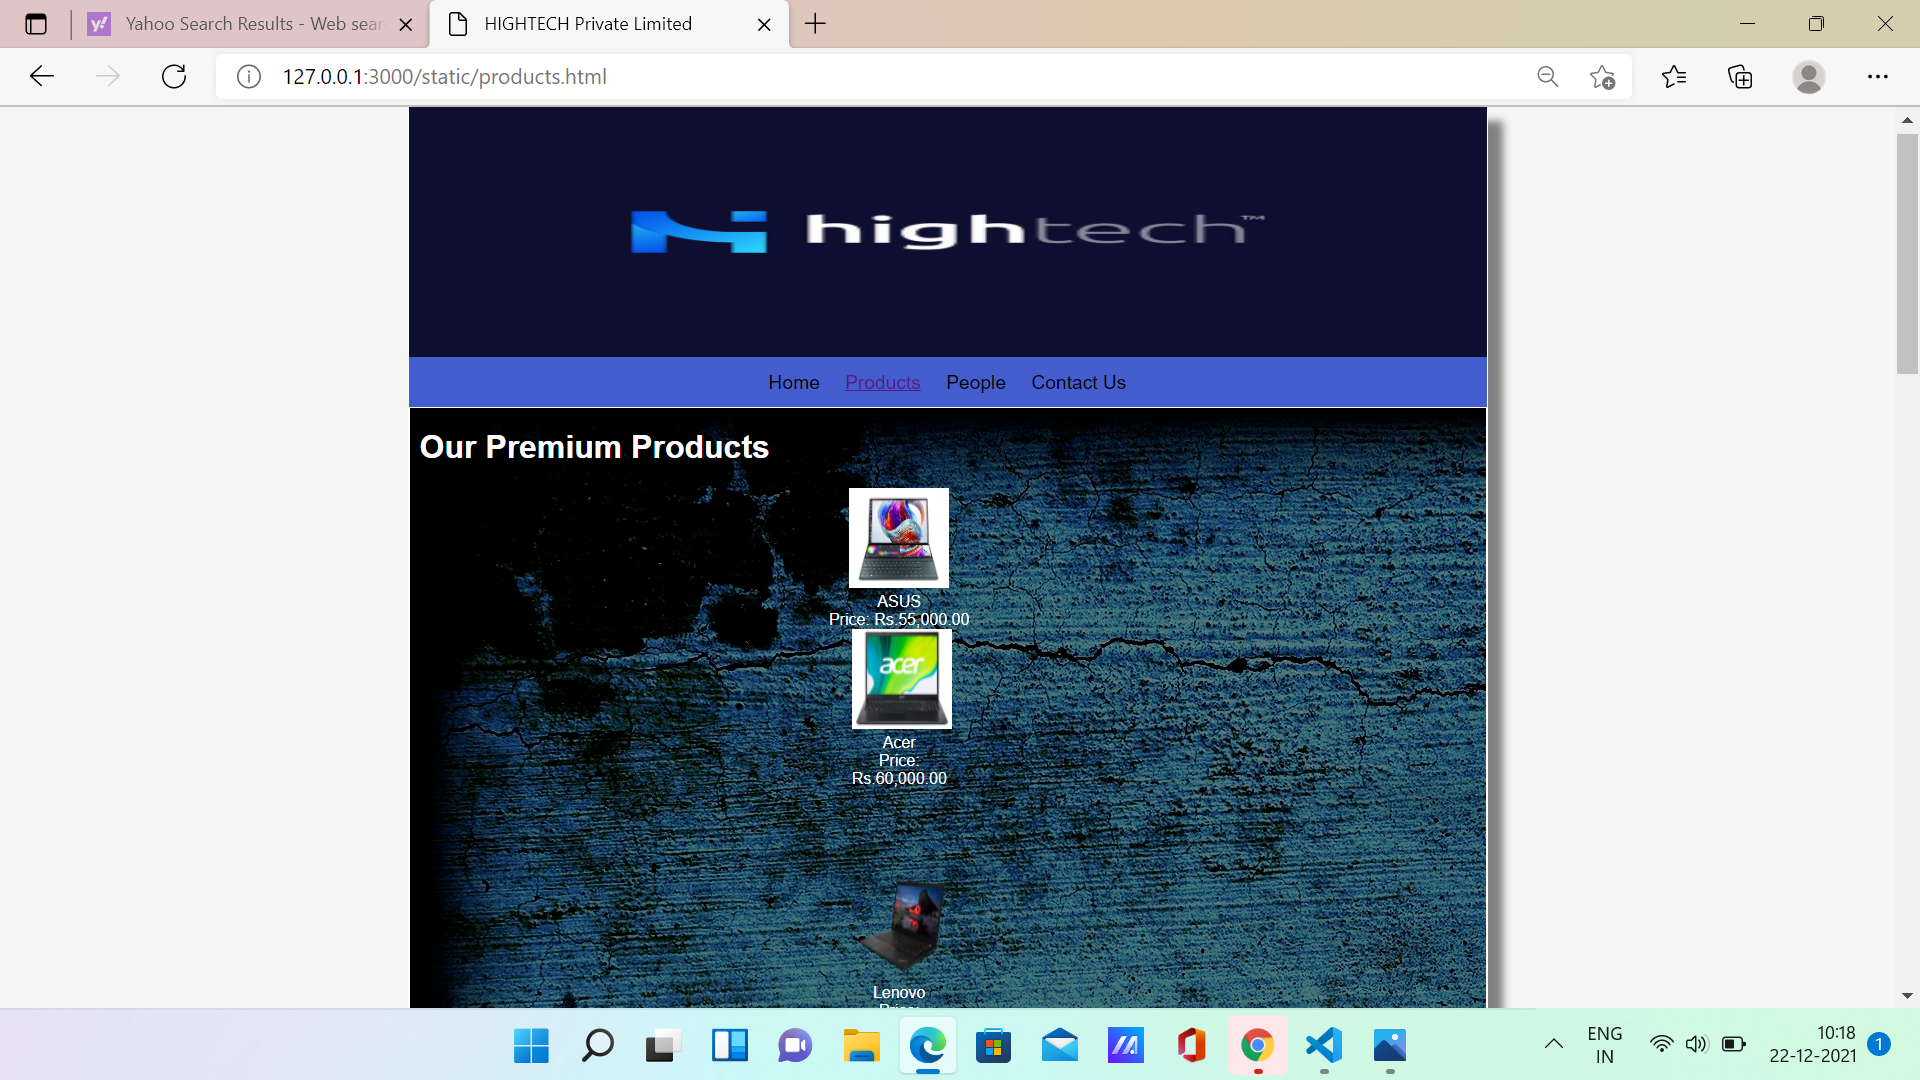 Yahoo Search Results - Web sear
HIGHTECH Private Limited
127.0.0.1:3000/static/products.html
hightech™
Home Products People Contact Us
Our Premium Products
ASUS
Price: Rs.55,000.00
acer
Acer
Price:
Rs.60,000.00
Lenovo
ENG
IN
10:18
22-12-2021
1